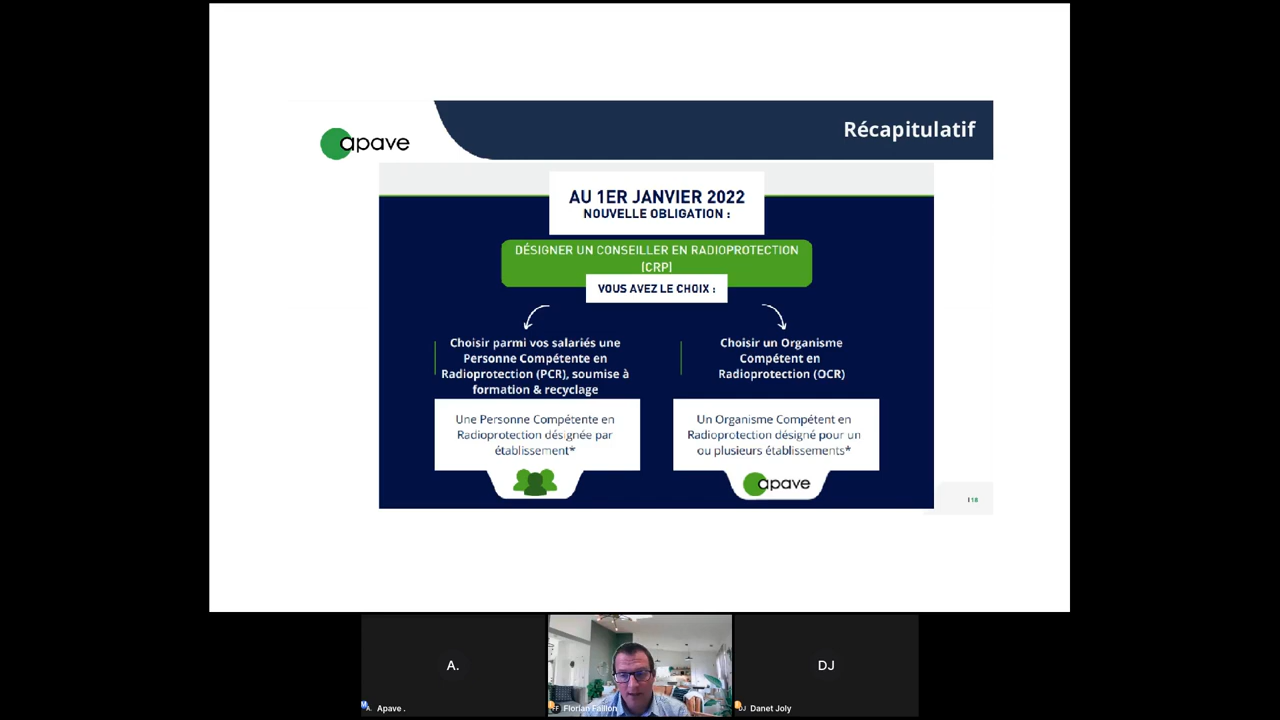 apave
Récapitulatif
AU 1ER JANVIER 2022
NOUVELLE OBLIGATION :
DÉSIGNER UN CONSEILLER EN RADIOPROTECTION
(CRP)
VOUS AVEZ LE CHOIX :
Choisir parmi vos salariés une
Personne Compétente en
Radioprotection (PCR), soumise à
formation & recyclage
Une Personne Compétente en
Radioprotection désignée par
établissement*
Choisir un Organisme
Compétent en
Radioprotection (OCR)
Un Organisme Compétent en
Radioprotection désigné pour un
ou plusieurs établissements*
apave
18
A.
Apave .
DJ
DJ Danet Joly